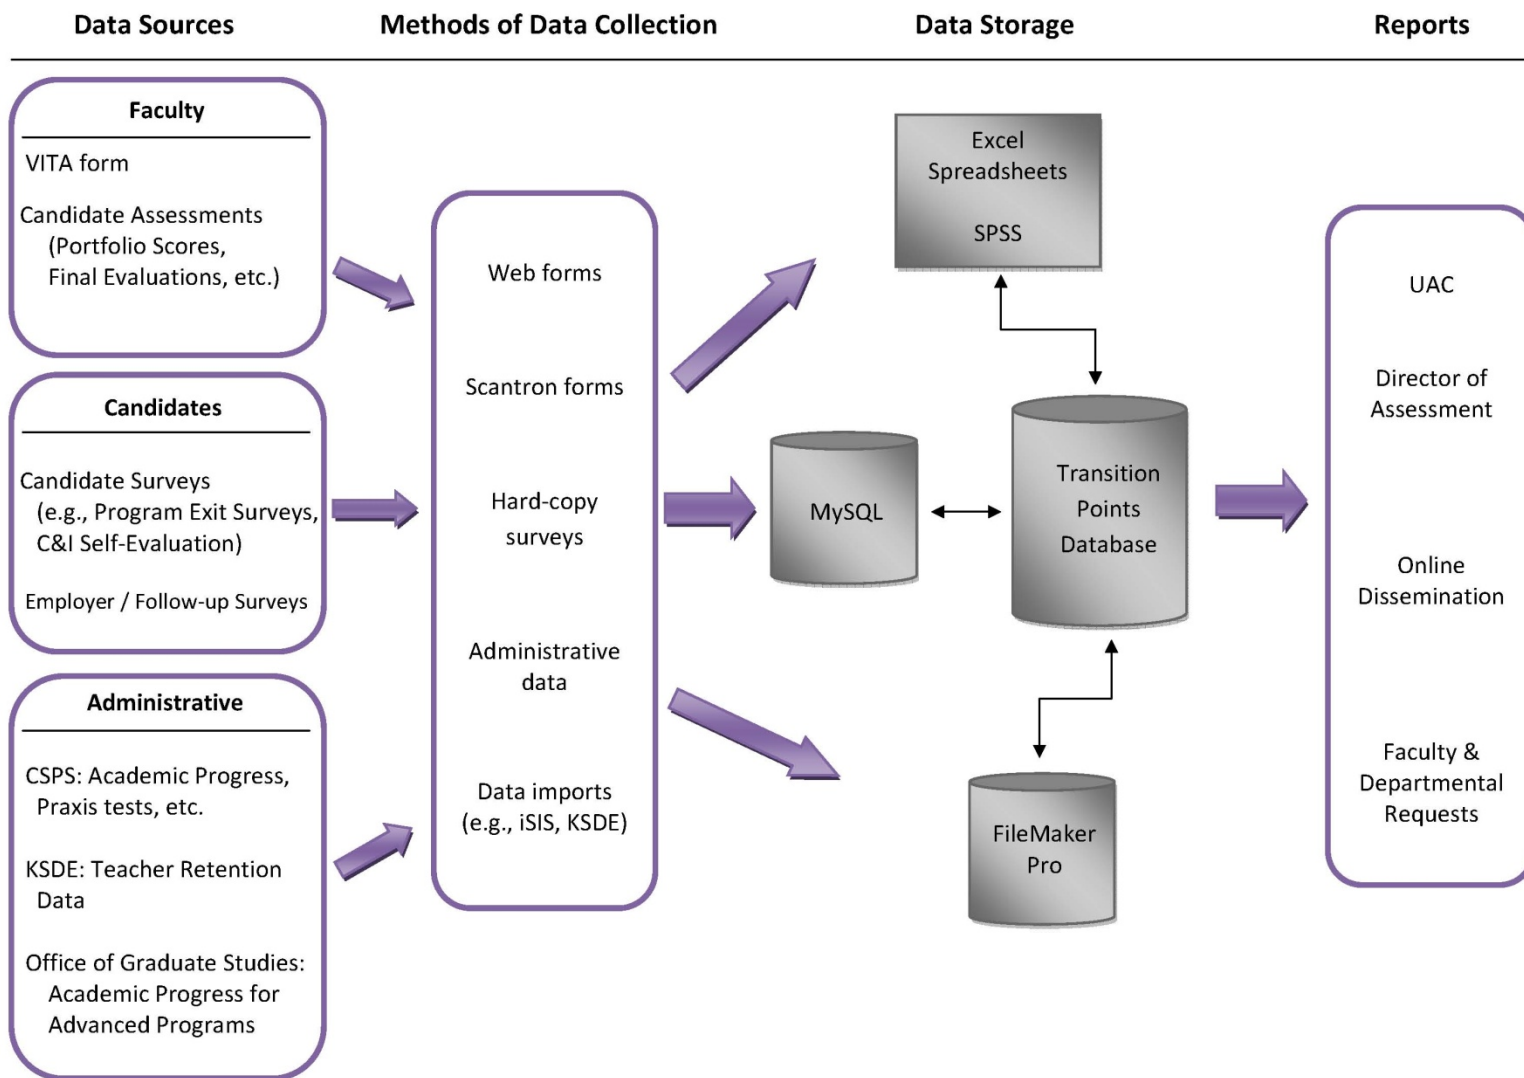 Data Sources
Methods of Data Collection
Data Storage
Reports
Faculty
VITA form
Candidate Assessments
(Portfolio Scores,
Final Evaluations, etc.)
Candidates
Candidate Surveys
(e.g., Program Exit Surveys,
C&I Self-Evaluation)
Employer / Follow-up Surveys
Administrative
CSPS: Academic Progress,
Praxis tests, etc.
KSDE: Teacher Retention
Data
Office of Graduate Studies:
Academic Progress for
Advanced Programs
Web forms
Scantron forms
Hard-copy
surveys
Administrative
data
Data imports
(e.g., iSIS, KSDE)
Excel
Spreadsheets
SPSS
MySQL
Transition
Points
Database
FileMaker
Pro
UAC
Director of
Assessment
Online
Dissemination
Faculty &
Departmental
Requests